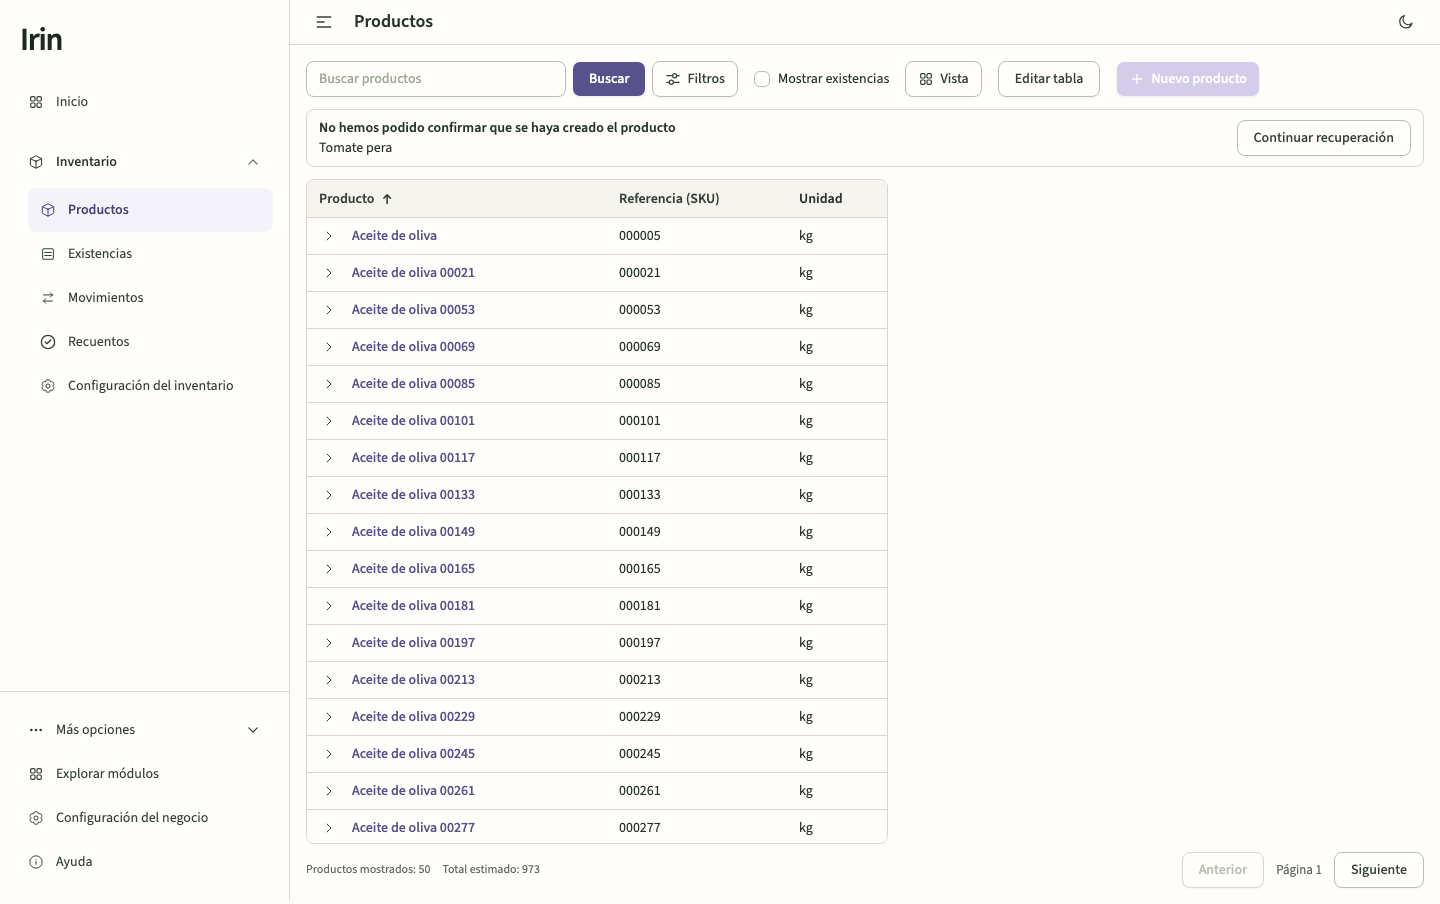 Irin
Productos
Inicio
Inventario
Productos
Existencias
Movimientos
Recuentos
Configuración del inventario
Más opciones
Explorar módulos
Configuración del negocio
Ayuda
Buscar productos Buscar Filtros Mostrar existencias Vista Editar tabla Nuevo producto
No hemos podido confirmar que se haya creado el producto
Tomate pera
Continuar recuperación
Producto Referencia (SKU) Unidad
Aceite de oliva 000005 kg
Aceite de oliva 00021 000021 kg
Aceite de oliva 00053 000053 kg
Aceite de oliva 00069 000069 kg
Aceite de oliva 00085 000085 kg
Aceite de oliva 00101 000101 kg
Aceite de oliva 00117 000117 kg
Aceite de oliva 00133 000133 kg
Aceite de oliva 00149 000149 kg
Aceite de oliva 00165 000165 kg
Aceite de oliva 00181 000181 kg
Aceite de oliva 00197 000197 kg
Aceite de oliva 00213 000213 kg
Aceite de oliva 00229 000229 kg
Aceite de oliva 00245 000245 kg
Aceite de oliva 00261 000261 kg
Aceite de oliva 00277 000277 kg
Productos mostrados: 50 Total estimado: 973
Anterior Página 1 Siguiente